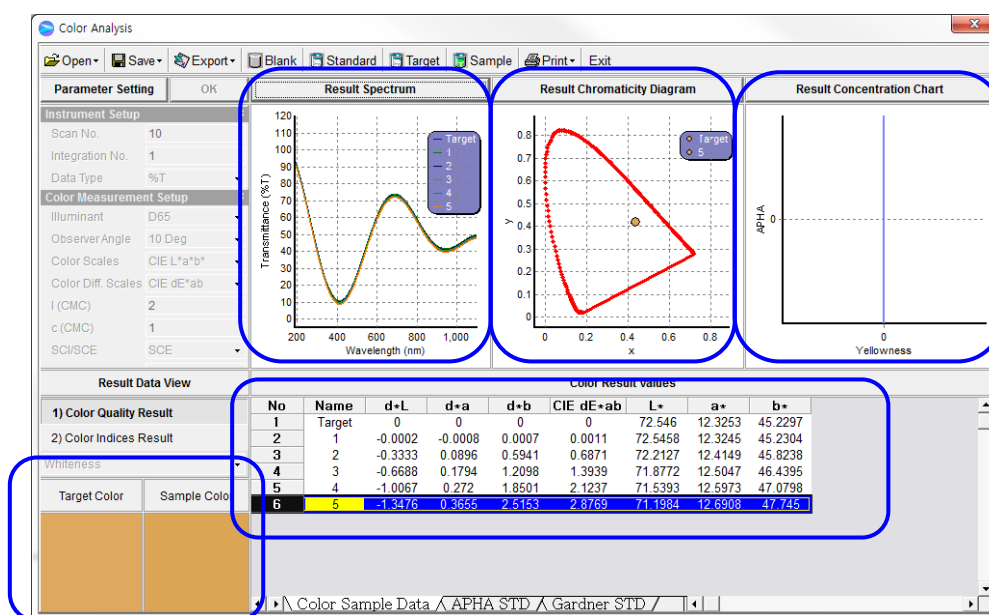 Color Analysis
Open Save Export Blank Standard Target Sample Print Exit
Parameter Setting OK Result Spectrum Result Chromaticity Diagram Result Concentration Chart
Instrument Setup
Scan No. 10
Integration No. 1
Data Type %T
Color Measurement Setup
Illuminant D65
Observer Angle 10 Deg
Color Scales CIE L*a*b*
Color Diff. Scales CIE dE*ab
l (CMC) 2
c (CMC) 1
SCI/SCE SCE
120
110
100
90
80
70
60
50
40
30
20
10
0
Transmittance (%T)
200 400 600 800 1,000
Wavelength (nm)
Target
1
2
3
4
5
0.8
0.7
0.6
0.5
0.4
0.3
0.2
0.1
0
y
0 0.2 0.4 0.6 0.8
x
Target
5
APHA
0
0
Yellowness
Result Data View Color Result Values
1) Color Quality Result
2) Color Indices Result
Whiteness
Target Color Sample Color
No Name d*L d*a d*b CIE dE*ab L* a* b*
1 Target 0 0 0 0 72.546 12.3253 45.2297
2 1 -0.0002 -0.0008 0.0007 0.0011 72.5458 12.3245 45.2304
3 2 -0.3333 0.0896 0.5941 0.6871 72.2127 12.4149 45.8238
4 3 -0.6688 0.1794 1.2098 1.3939 71.8772 12.5047 46.4395
5 4 -1.0067 0.272 1.8501 2.1237 71.5393 12.5973 47.0798
6 5 -1.3476 0.3655 2.5153 2.8769 71.1984 12.6908 47.745
Color Sample Data APHA STD Gardner STD